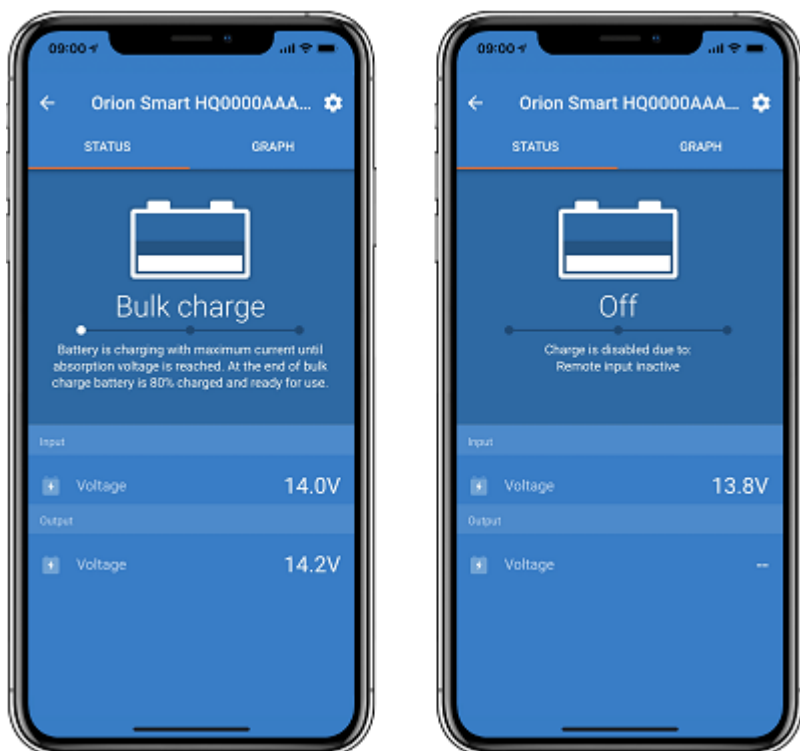 09:00
Orion Smart HQ0000AAA...
STATUS GRAPH
Bulk charge
Battery is charging with maximum current until
absorption voltage is reached. At the end of bulk
charge battery is 80% charged and ready for use.
Input
Voltage 14.0V
Output
Voltage 14.2V
09:00
Orion Smart HQ0000AAA...
STATUS GRAPH
Off
Charge is disabled due to:
Remote input inactive
Input
Voltage 13.8V
Output
Voltage --